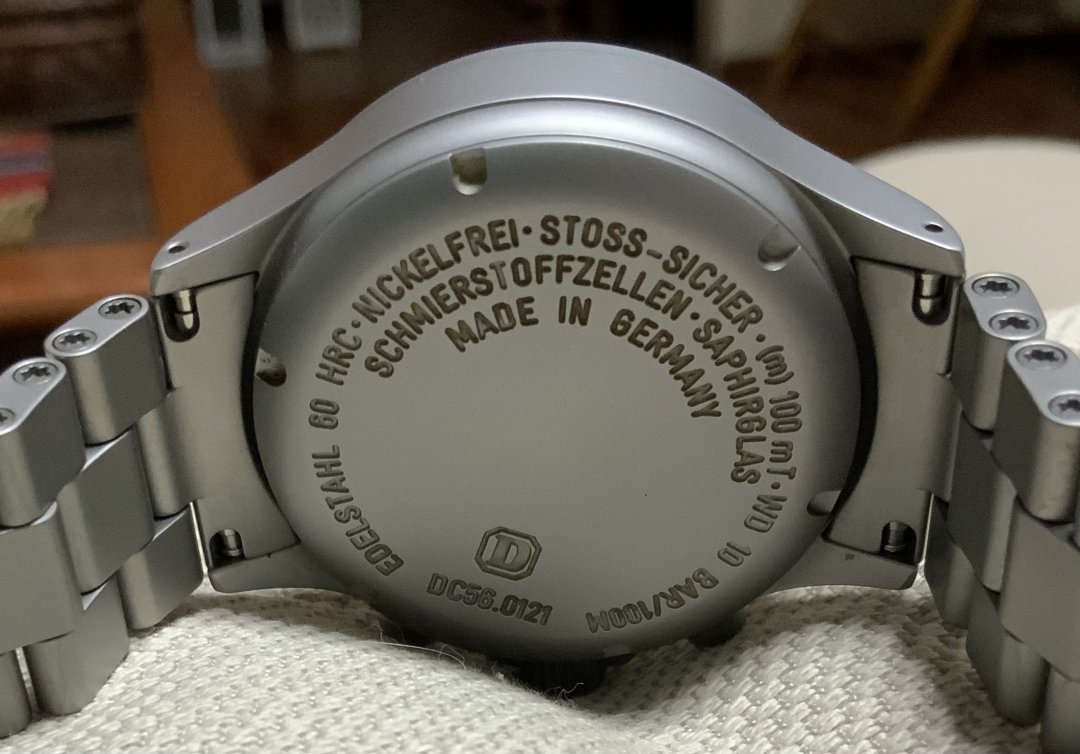 EDELSTAHL 60 HRC·NICKELFREI·STOSS-SICHER·(m) 100 mT·WD 10 BAR/100M
SCHMIERSTOFFZELLEN·SAPHIRGLAS
MADE IN GERMANY
D
DC56.0121